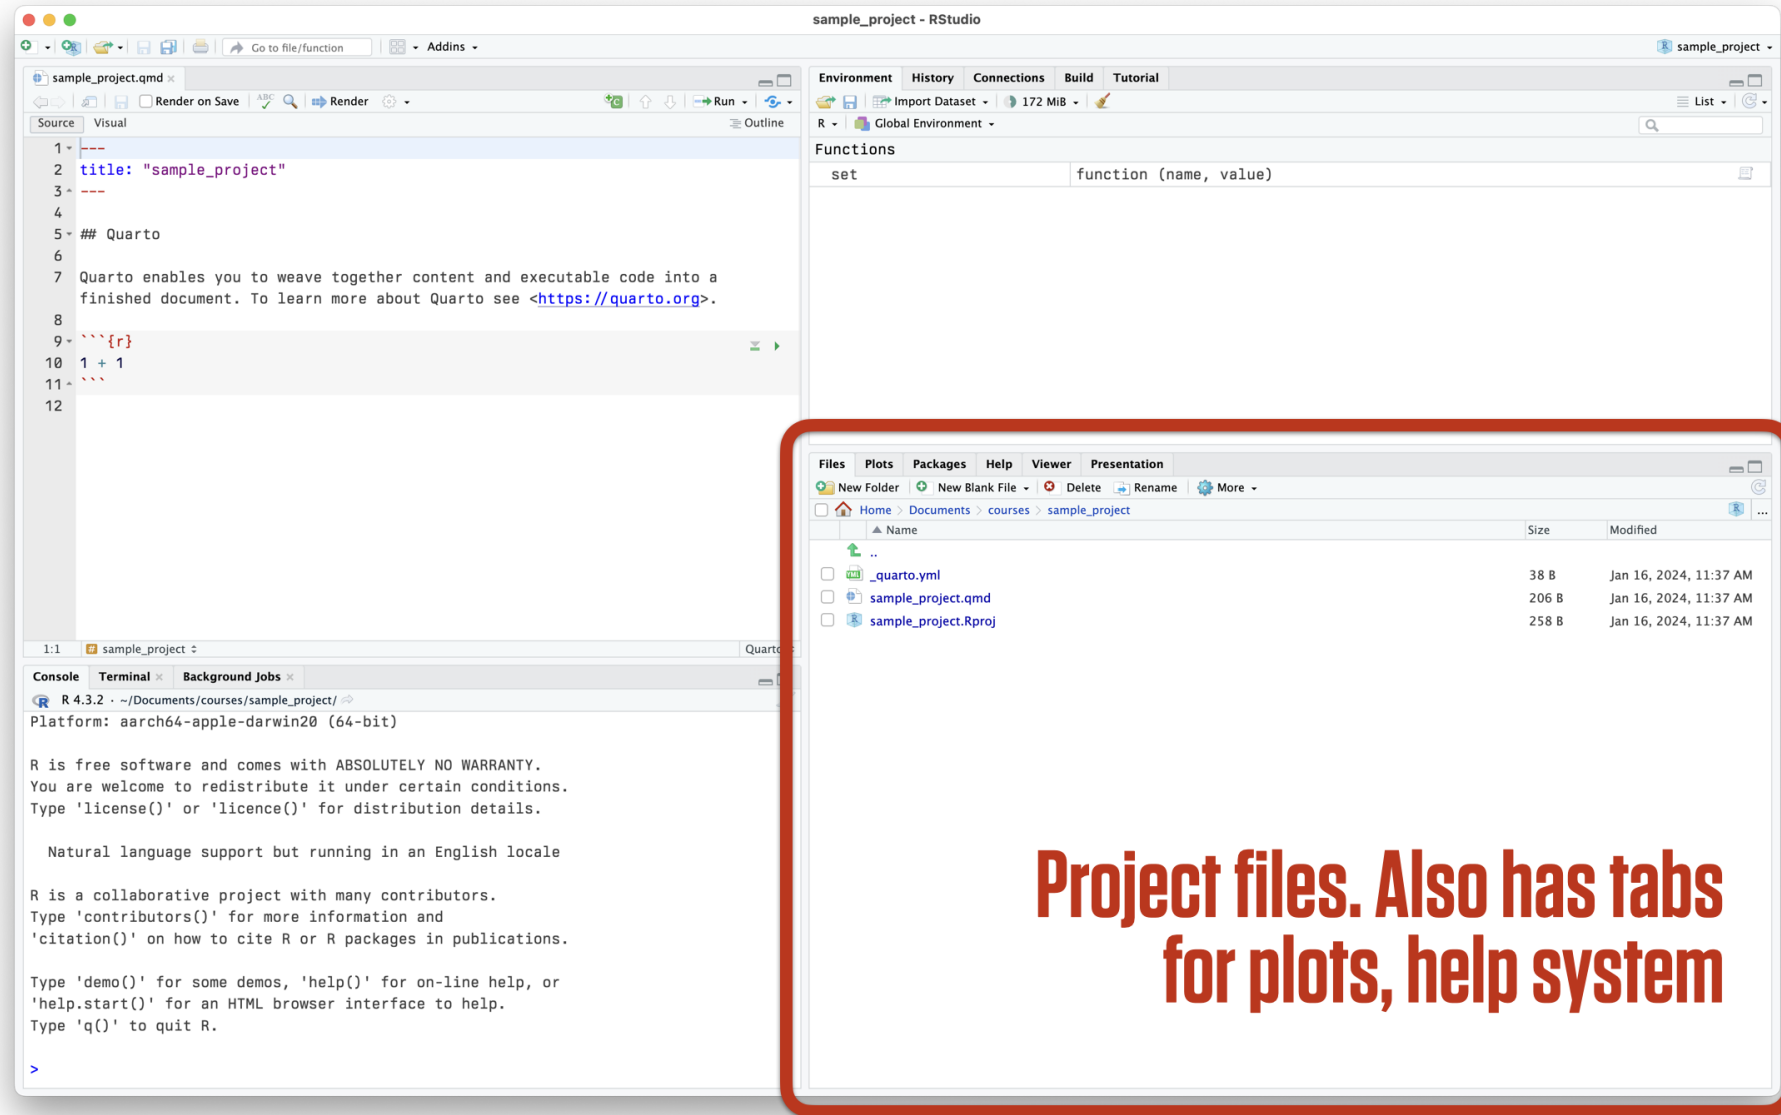 sample_project - RStudio
Go to file/function
Addins
sample_project
sample_project.qmd
Render on Save
ABC
Render
Run
Source Visual
Outline
1 ---
2 title: "sample_project"
3 ---
4
5 ## Quarto
6
7 Quarto enables you to weave together content and executable code into a
finished document. To learn more about Quarto see <https://quarto.org>.
8
9 ```{r}
10 1 + 1
11 ```
12
1:1 # sample_project
Console Terminal Background Jobs
R R 4.3.2 · ~/Documents/courses/sample_project/
Platform: aarch64-apple-darwin20 (64-bit)
R is free software and comes with ABSOLUTELY NO WARRANTY.
You are welcome to redistribute it under certain conditions.
Type 'license()' or 'licence()' for distribution details.
Natural language support but running in an English locale
R is a collaborative project with many contributors.
Type 'contributors()' for more information and
'citation()' on how to cite R or R packages in publications.
Type 'demo()' for some demos, 'help()' for on-line help, or
'help.start()' for an HTML browser interface to help.
Type 'q()' to quit R.
>
Environment History Connections Build Tutorial
Import Dataset 172 MiB
List
R Global Environment
Functions
set function (name, value)
Files Plots Packages Help Viewer Presentation
New Folder New Blank File Delete Rename More
Home > Documents > courses > sample_project
R ...
Name Size Modified
..
YML _quarto.yml 38 B Jan 16, 2024, 11:37 AM
sample_project.qmd 206 B Jan 16, 2024, 11:37 AM
R sample_project.Rproj 258 B Jan 16, 2024, 11:37 AM
Project files. Also has tabs
for plots, help system